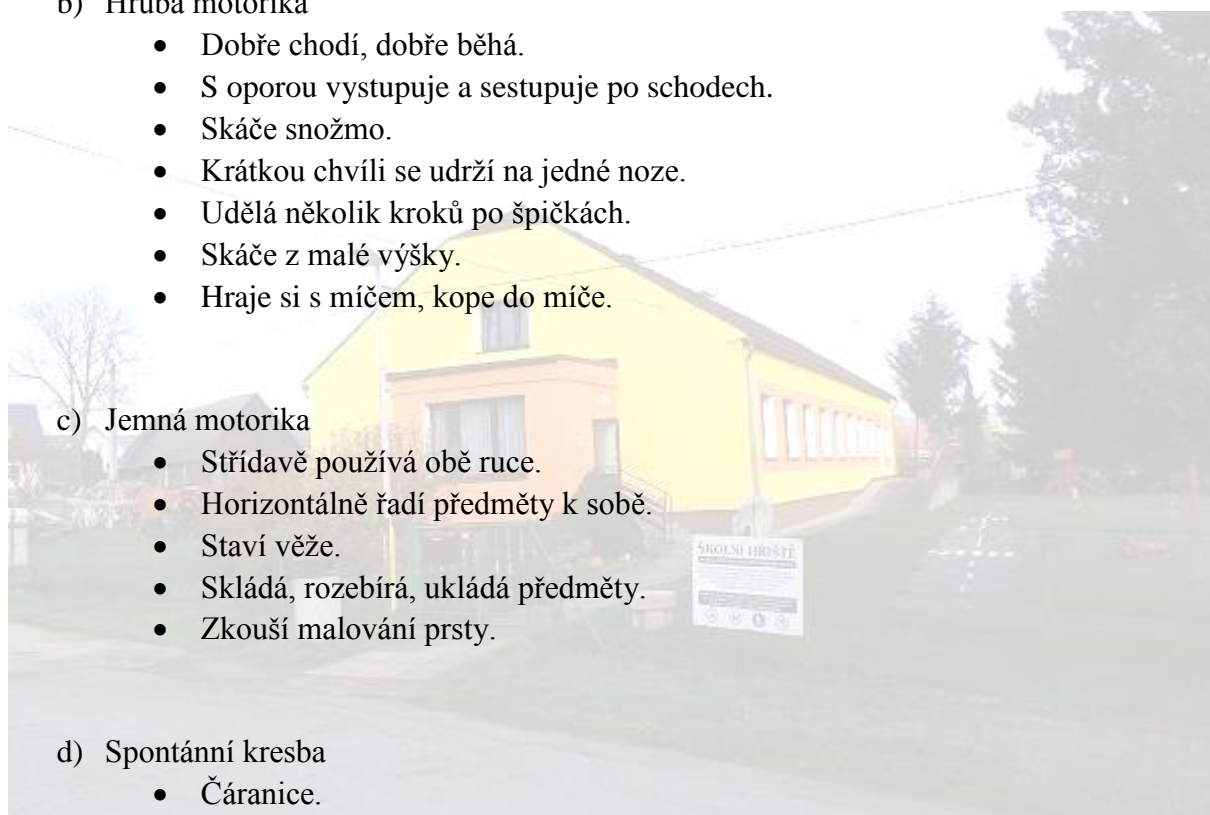 b) Hrubá motorika
• Dobře chodí, dobře běhá.
• S oporou vystupuje a sestupuje po schodech.
• Skáče snožmo.
• Krátkou chvíli se udrží na jedné noze.
• Udělá několik kroků po špičkách.
• Skáče z malé výšky.
• Hraje si s míčem, kope do míče.
c) Jemná motorika
• Střídavě používá obě ruce.
• Horizontálně řadí předměty k sobě.
• Staví věže.
• Skládá, rozebírá, ukládá předměty.
• Zkouší malování prsty.
ŠKOLNÍ HŘIŠTĚ
d) Spontánní kresba
• Čáranice.